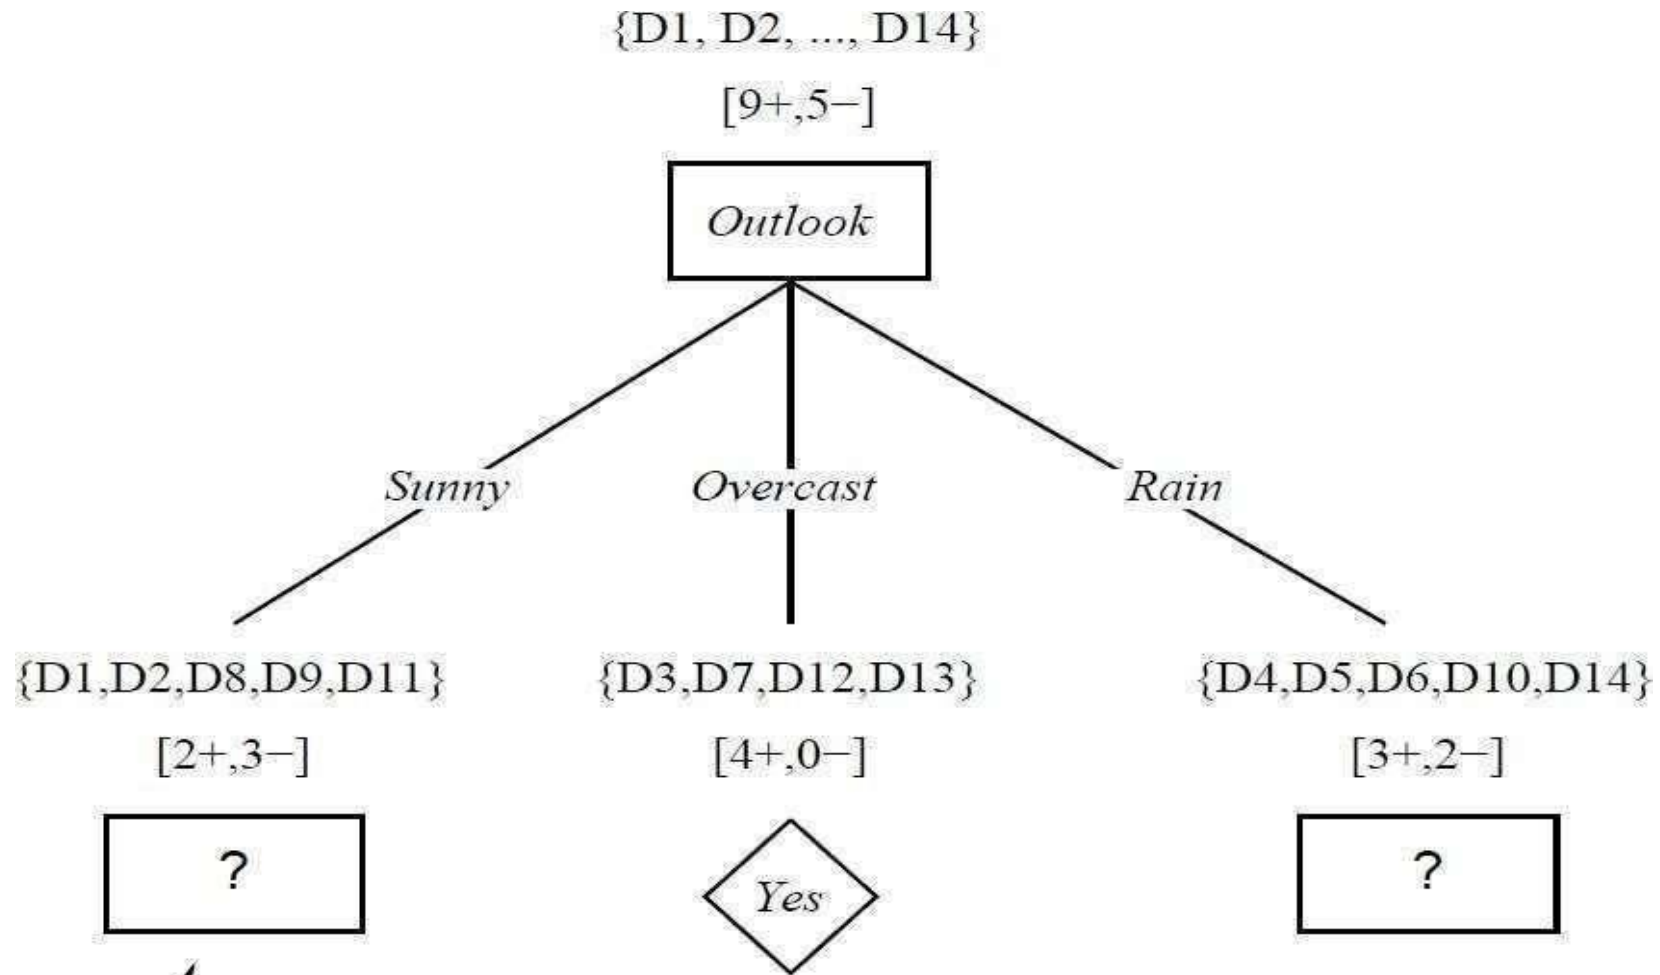 {D1, D2, ..., D14}
[9+,5−]
Outlook
Sunny Overcast Rain
{D1,D2,D8,D9,D11} {D3,D7,D12,D13} {D4,D5,D6,D10,D14}
[2+,3−] [4+,0−] [3+,2−]
? Yes ?